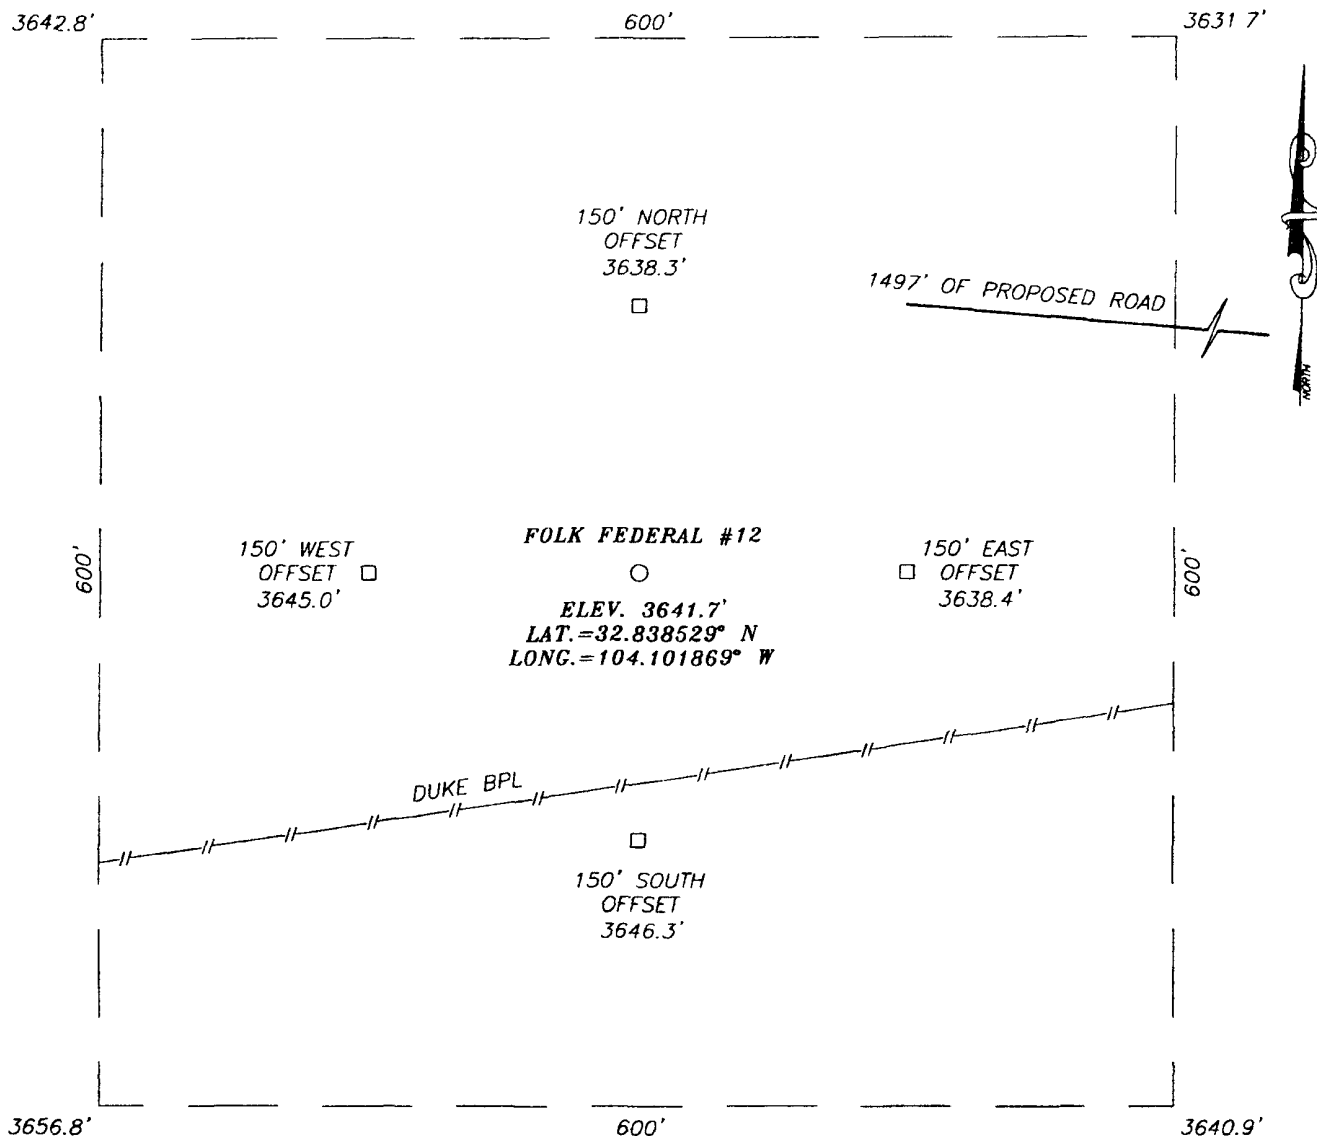 3642.8'
600'
3631 7'
150' NORTH
OFFSET
3638.3'
1497' OF PROPOSED ROAD
NORTH
600'
150' WEST
OFFSET
3645.0'
FOLK FEDERAL #12
ELEV. 3641.7'
LAT.=32.838529° N
LONG.=104.101869° W
150' EAST
OFFSET
3638.4'
600'
DUKE BPL
150' SOUTH
OFFSET
3646.3'
3656.8'
600'
3640.9'